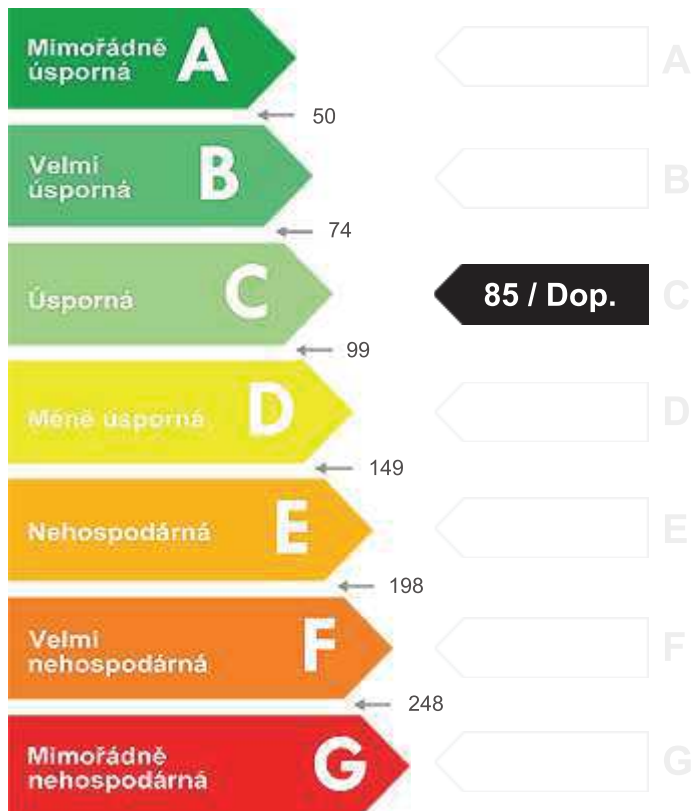 Mimořádně
úsporná
A
A
50
Velmi
úsporná
B
B
74
Úsporná
C
85 / Dop.
C
99
Méně úsporná
D
D
149
Nehospodárná
E
E
198
Velmi
nehospodárná
F
F
248
Mimořádně
nehospodárná
G
G